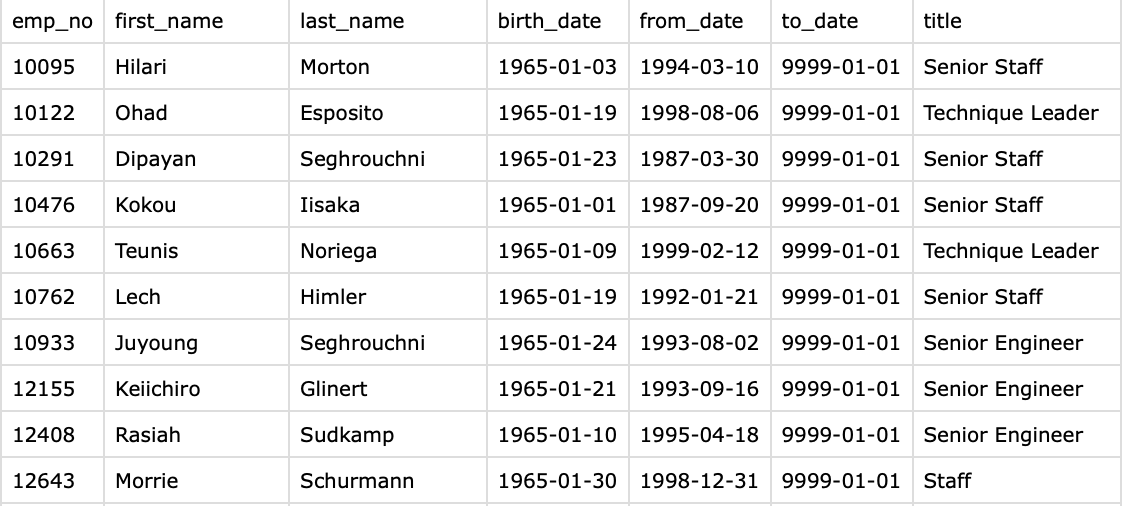 emp_no first_name last_name birth_date from_date to_date title
10095 Hilari Morton 1965-01-03 1994-03-10 9999-01-01 Senior Staff
10122 Ohad Esposito 1965-01-19 1998-08-06 9999-01-01 Technique Leader
10291 Dipayan Seghrouchni 1965-01-23 1987-03-30 9999-01-01 Senior Staff
10476 Kokou Iisaka 1965-01-01 1987-09-20 9999-01-01 Senior Staff
10663 Teunis Noriega 1965-01-09 1999-02-12 9999-01-01 Technique Leader
10762 Lech Himler 1965-01-19 1992-01-21 9999-01-01 Senior Staff
10933 Juyoung Seghrouchni 1965-01-24 1993-08-02 9999-01-01 Senior Engineer
12155 Keiichiro Glinert 1965-01-21 1993-09-16 9999-01-01 Senior Engineer
12408 Rasiah Sudkamp 1965-01-10 1995-04-18 9999-01-01 Senior Engineer
12643 Morrie Schurmann 1965-01-30 1998-12-31 9999-01-01 Staff